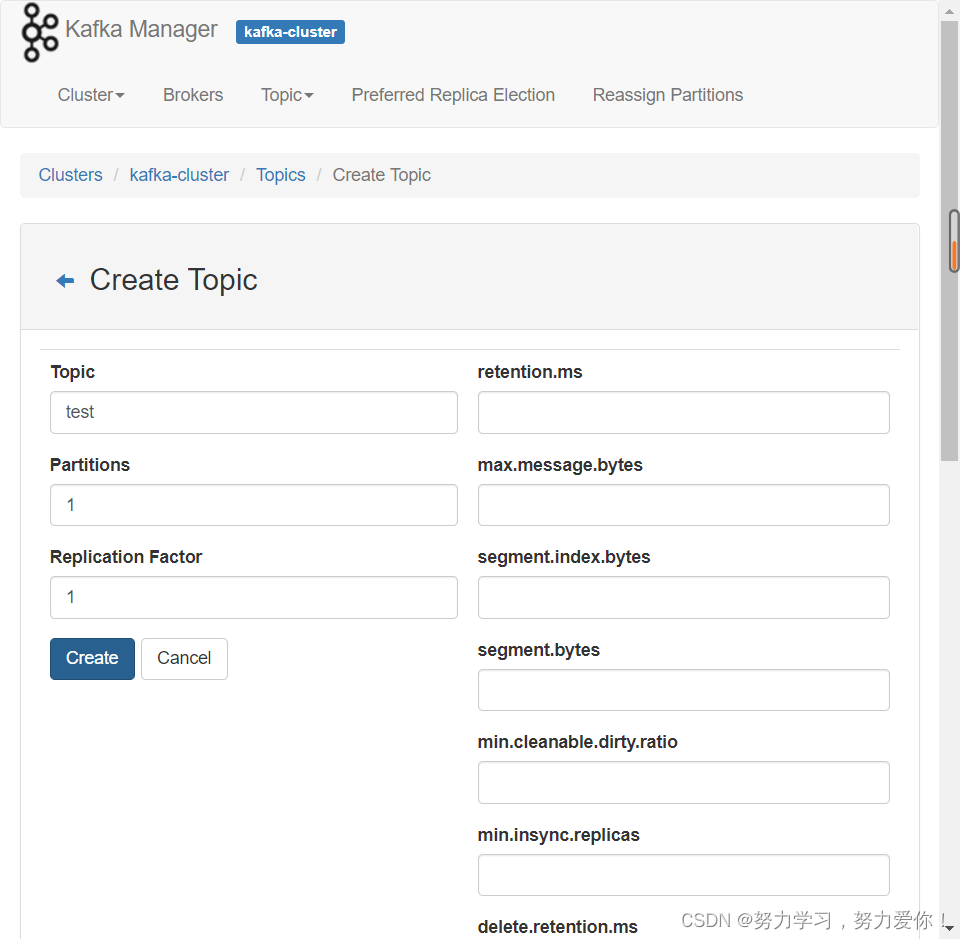 Kafka Manager kafka-cluster
Cluster Brokers Topic Preferred Replica Election Reassign Partitions
Clusters / kafka-cluster / Topics / Create Topic
Create Topic
Topic
test
Partitions
1
Replication Factor
1
Create Cancel
retention.ms
max.message.bytes
segment.index.bytes
segment.bytes
min.cleanable.dirty.ratio
min.insync.replicas
delete.retention.ms
CSDN @努力学习，努力爱你！